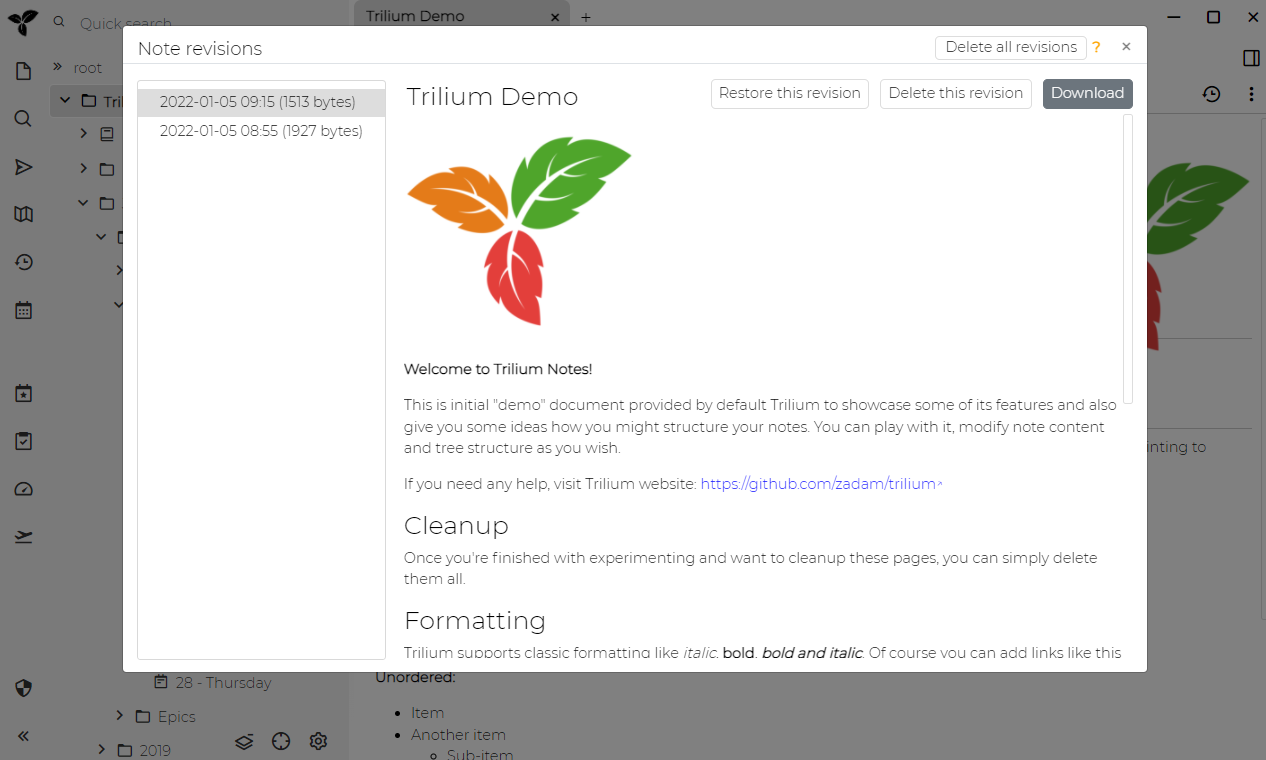 Quick search
Trilium Demo
Note revisions
Delete all revisions
?
root
2022-01-05 09:15 (1513 bytes)
2022-01-05 08:55 (1927 bytes)
Trilium Demo
Restore this revision
Delete this revision
Download
Welcome to Trilium Notes!
This is initial "demo" document provided by default Trilium to showcase some of its features and also
give you some ideas how you might structure your notes. You can play with it, modify note content
and tree structure as you wish.
If you need any help, visit Trilium website: https://github.com/zadam/trilium
Cleanup
Once you're finished with experimenting and want to cleanup these pages, you can simply delete
them all.
Formatting
Trilium supports classic formatting like italic, bold, bold and italic. Of course you can add links like this
inting to
28 - Thursday
Epics
2019
Unordered:
Item
Another item
Sub-item